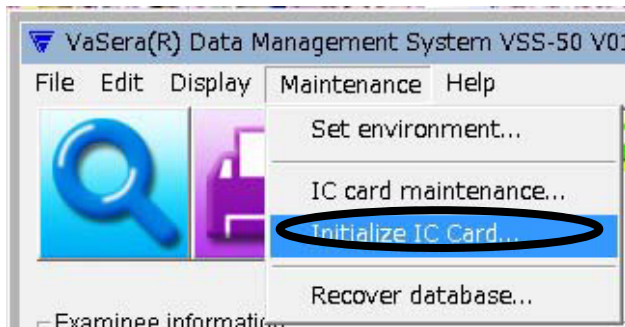 VaSera(R) Data Management System VSS-50
File Edit Display Maintenance Help
Set environment...
IC card maintenance...
Initialize IC Card...
Recover database...
Examinee